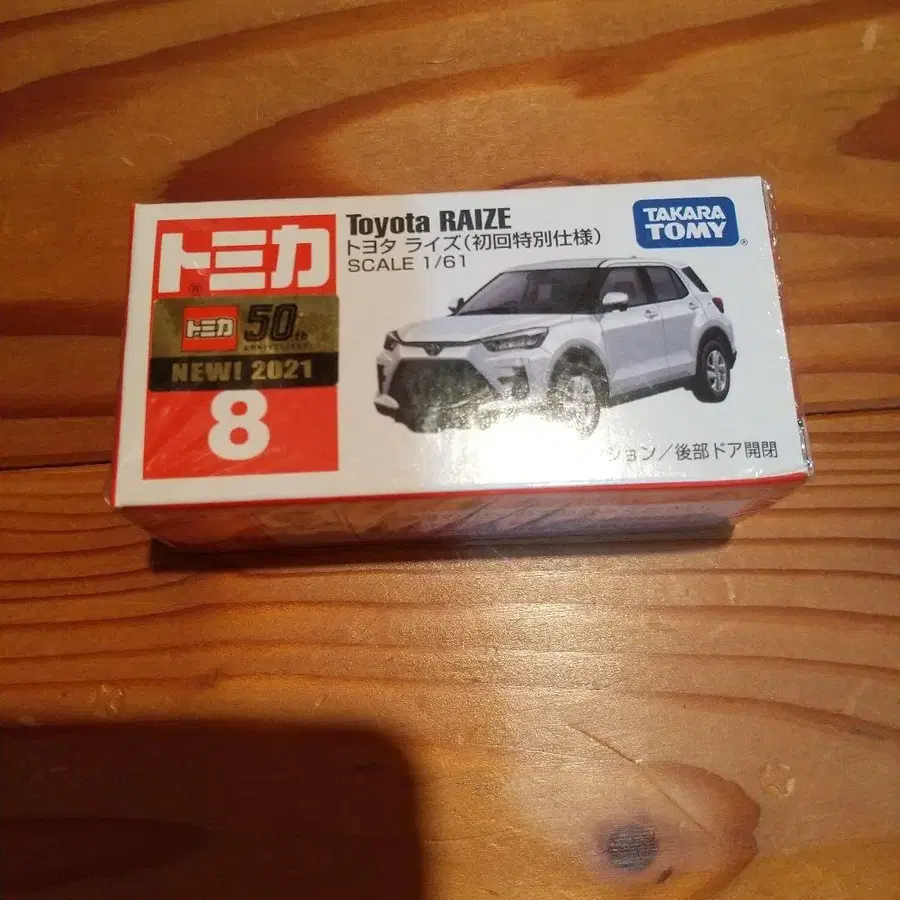 Toyota RAIZE
トヨタ ライズ(初回特別仕様)
SCALE 1/61
TAKARA
TOMY
®
トミカ
®
トミカ 50th
ANNIVERSARY
NEW! 2021
8
ション/後部ドア開閉